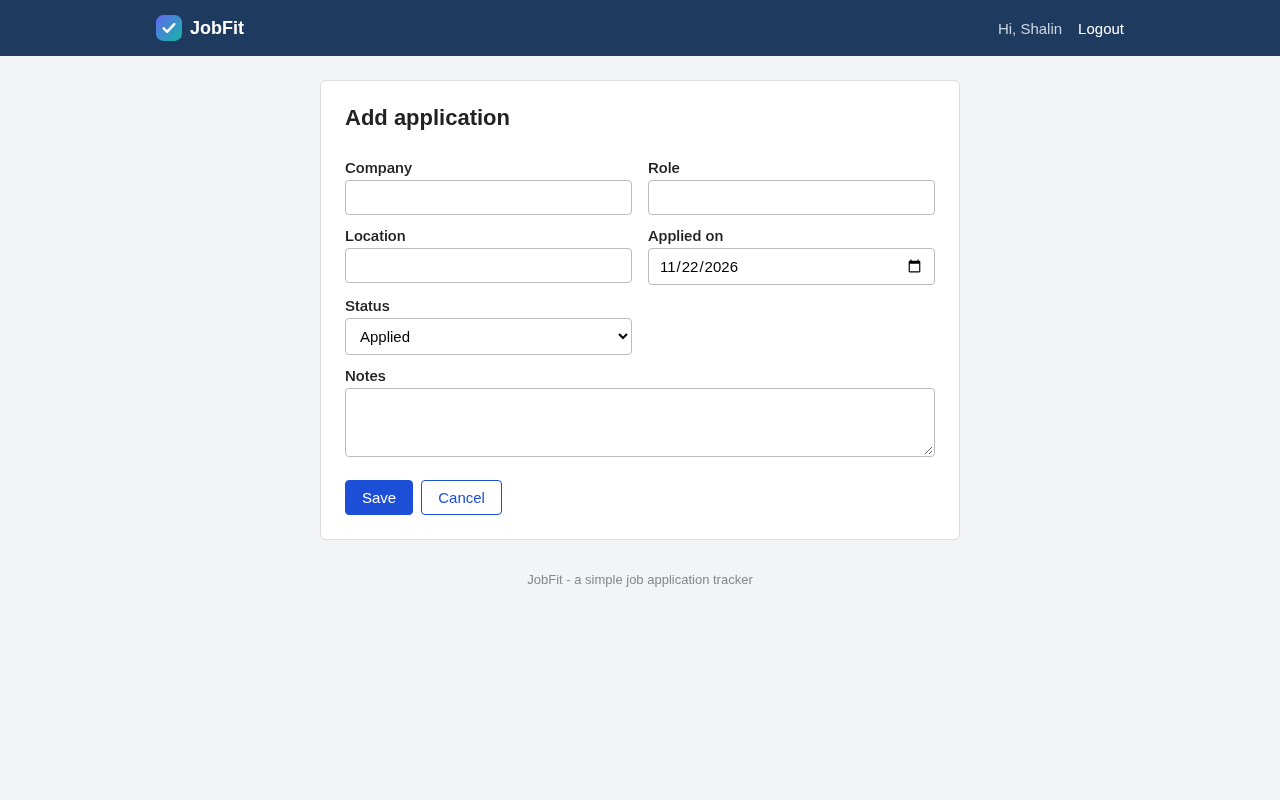 JobFit
Hi, Shalin Logout
Add application
Company Role
Location Applied on
11/22/2026
Status
Applied
Notes
Save Cancel
JobFit - a simple job application tracker